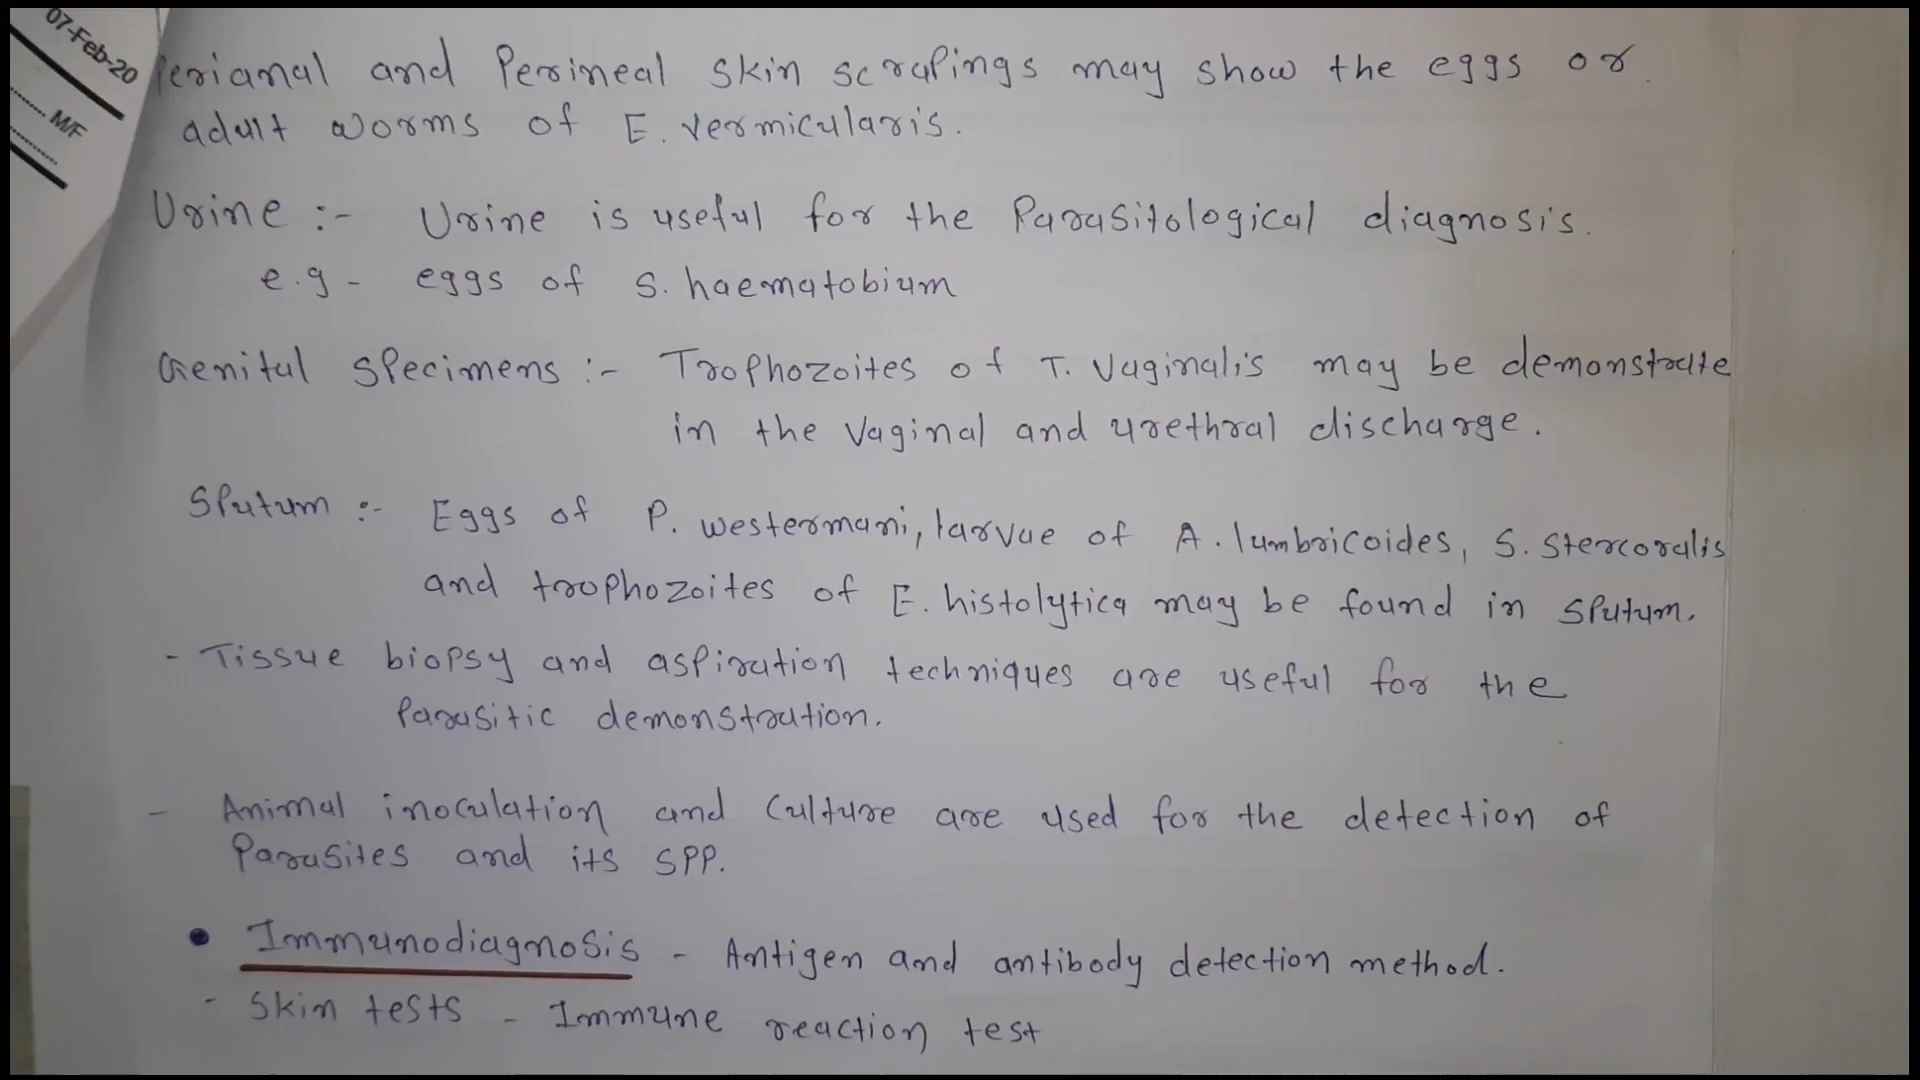 07-Feb-20
M/F
Perianal and Perineal skin scrapings may show the eggs or
adult worms of E. vermicularis.
Urine :- Urine is useful for the Parasitological diagnosis.
e.g - eggs of S. haematobium
Genital specimens :- Trophozoites of T. Vaginalis may be demonstrate
in the vaginal and urethral discharge.
Sputum :- Eggs of P. westermani, larvae of A. lumbricoides, S. stercoralis
and trophozoites of E. histolytica may be found in sputum.
- Tissue biopsy and aspiration techniques are useful for the
Parasitic demonstration.
- Animal inoculation and culture are used for the detection of
Parasites and its SPP.
• Immunodiagnosis - Antigen and antibody detection method.
- Skin tests - Immune reaction test